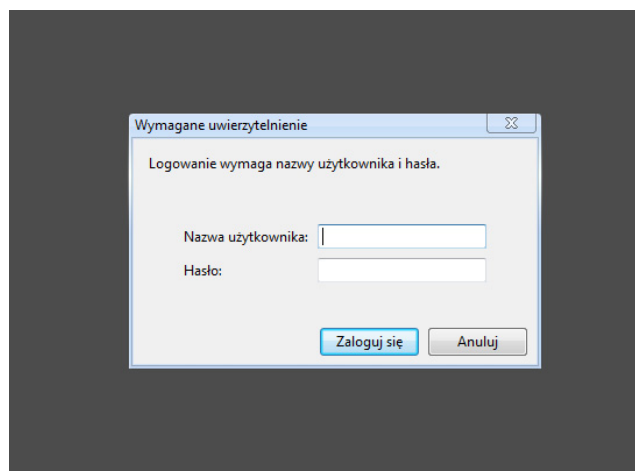 Wymagane uwierzytelnienie
Logowanie wymaga nazwy użytkownika i hasła.
Nazwa użytkownika:
Hasło:
Zaloguj się Anuluj